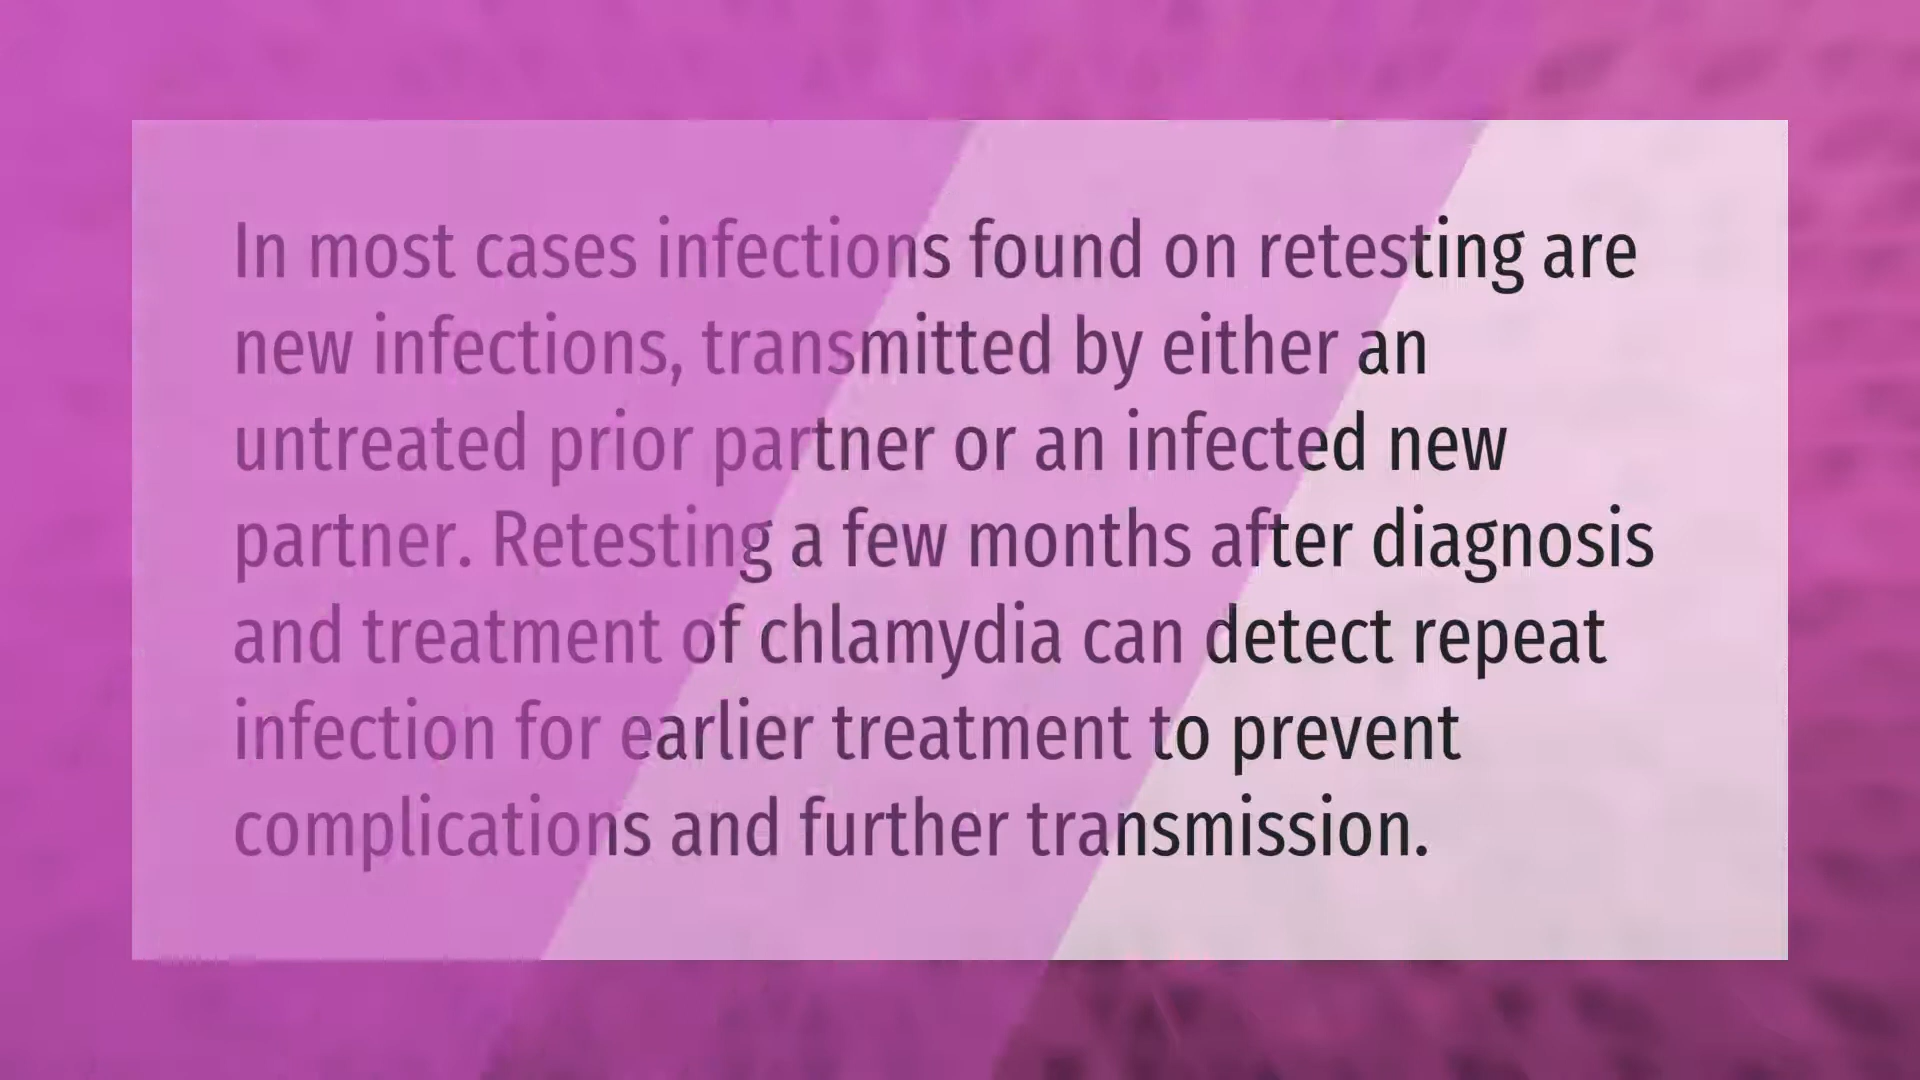 In most cases infections found on retesting are
new infections, transmitted by either an
untreated prior partner or an infected new
partner. Retesting a few months after diagnosis
and treatment of chlamydia can detect repeat
infection for earlier treatment to prevent
complications and further transmission.